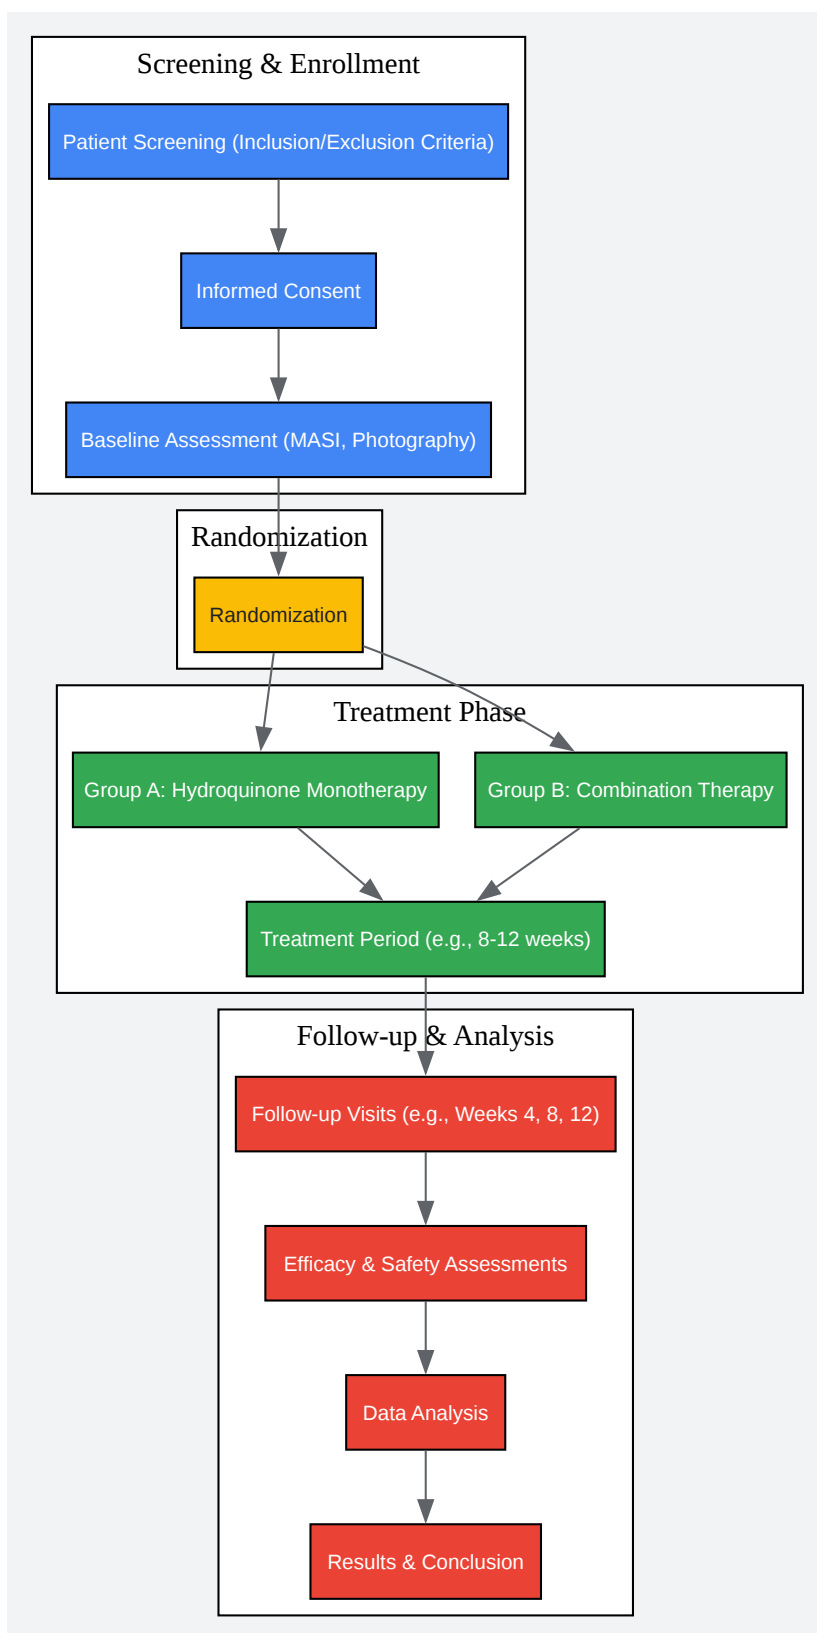 Screening & Enrollment
Patient Screening (Inclusion/Exclusion Criteria)
Informed Consent
Baseline Assessment (MASI, Photography)
Randomization
Randomization
Treatment Phase
Group A: Hydroquinone Monotherapy
Group B: Combination Therapy
Treatment Period (e.g., 8-12 weeks)
Follow-up & Analysis
Follow-up Visits (e.g., Weeks 4, 8, 12)
Efficacy & Safety Assessments
Data Analysis
Results & Conclusion